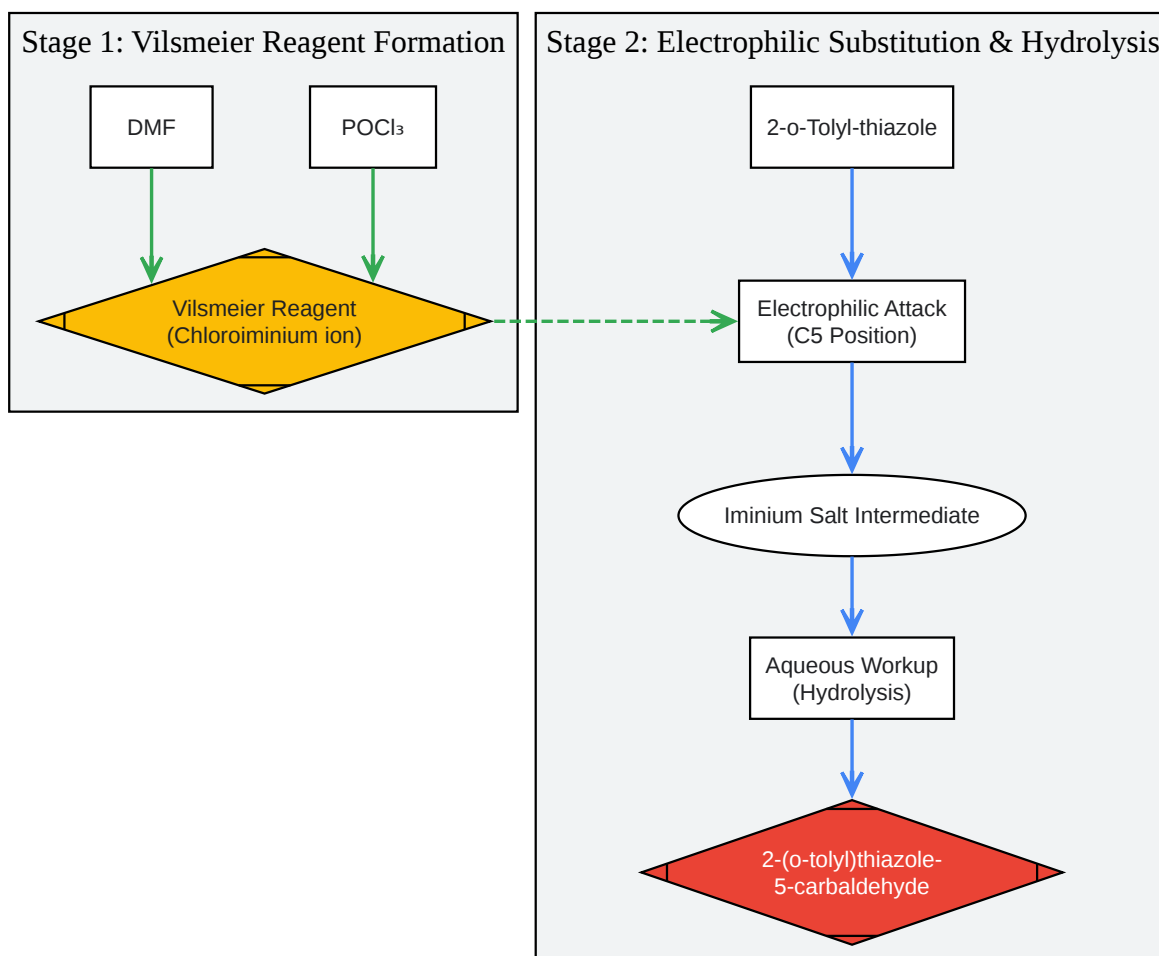 Stage 1: Vilsmeier Reagent Formation
DMF
POCl₃
Vilsmeier Reagent
(Chloroiminium ion)
Stage 2: Electrophilic Substitution & Hydrolysis
2-o-Tolyl-thiazole
Electrophilic Attack
(C5 Position)
Iminium Salt Intermediate
Aqueous Workup
(Hydrolysis)
2-(o-tolyl)thiazole-
5-carbaldehyde